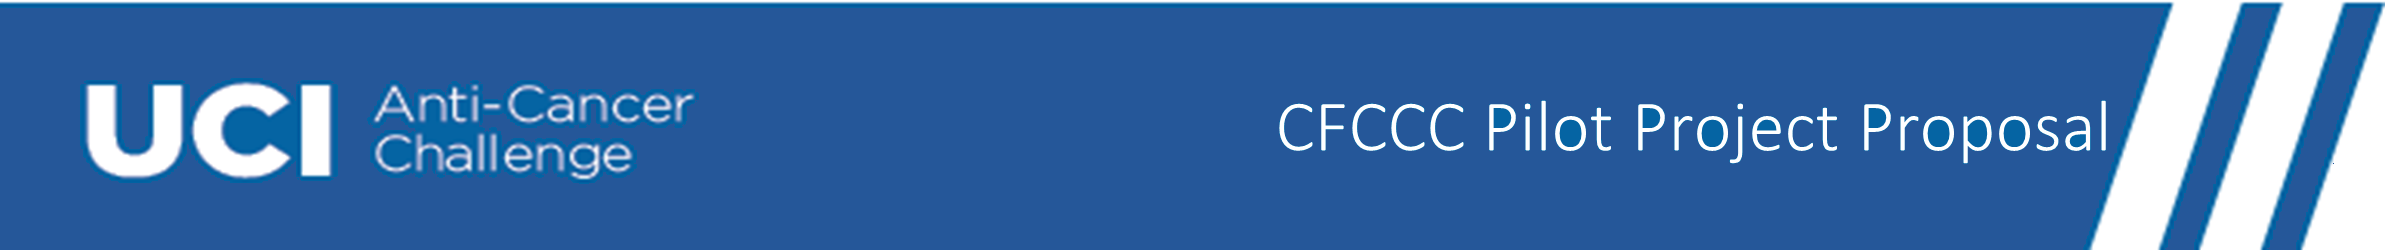 UCI
Anti-Cancer
Challenge
CFCCC Pilot Project Proposal